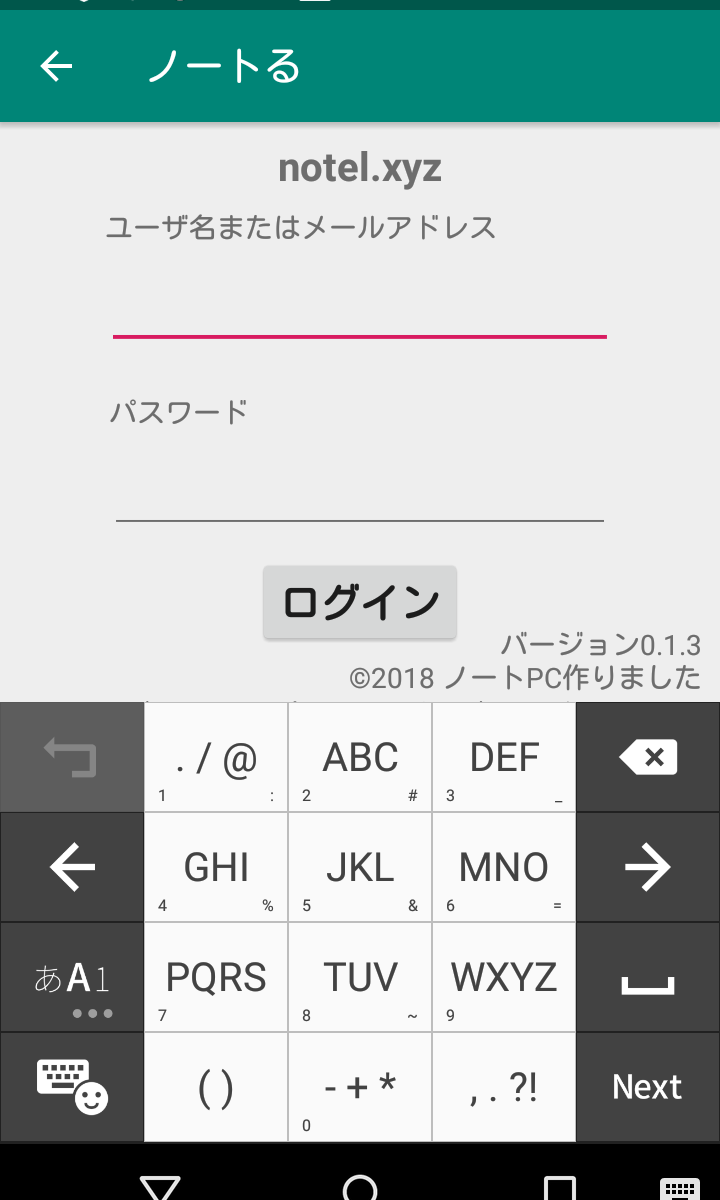 ノートる
notel.xyz
ユーザ名またはメールアドレス
パスワード
ログイン
バージョン0.1.3
©2018 ノートPC作りました
. / @ ABC DEF
1 : 2 # 3 _
GHI JKL MNO
4 % 5 & 6 =
あA1 PQRS TUV WXYZ
7 8 ~ 9
( ) - + * , . ?! Next
0